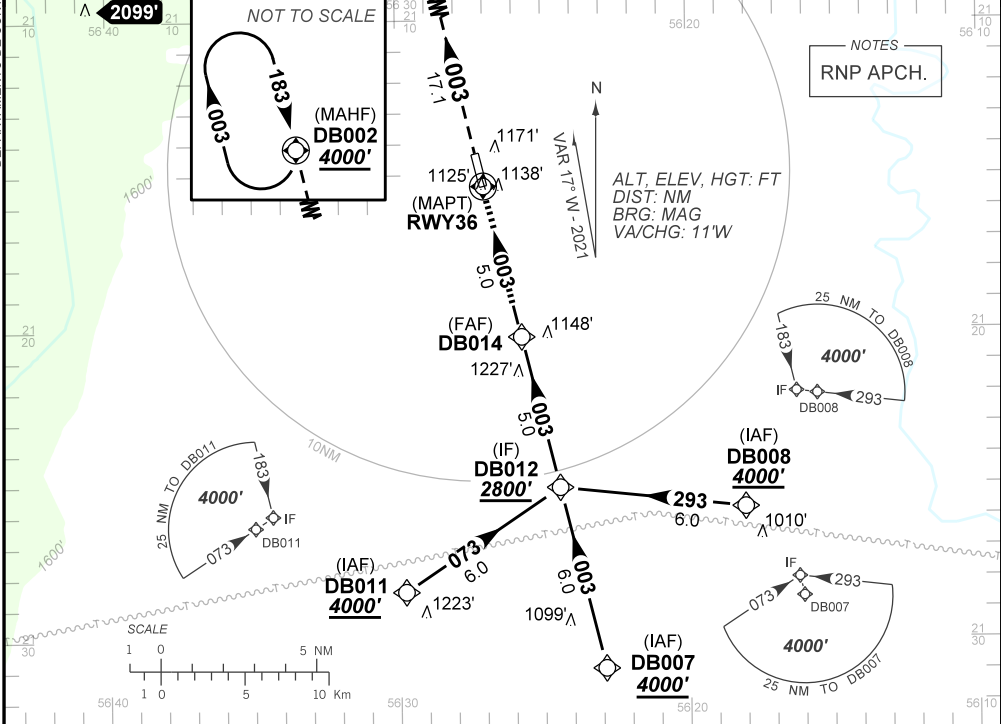 2099'
21
10
56 40
21
10
56 30
21
10
56 20
56 10
21
10
NOT TO SCALE
183
003
(MAHF)
DB002
4000'
003
17.1
NOTES
RNP APCH.
N
VAR 17° W - 2021
ALT, ELEV, HGT: FT
DIST: NM
BRG: MAG
VA/CHG: 11'W
1171'
1125'
1138'
(MAPT)
RWY36
1600'
003
5.0
(FAF)
DB014
1148'
1227'
21
20
21
20
25 NM TO DB008
183
4000'
IF
293
DB008
003
5.0
10NM
(IF)
DB012
2800'
(IAF)
DB008
4000'
293
6.0
1010'
25 NM TO DB011
183
4000'
IF
073
DB011
1600'
073
6.0
(IAF)
DB011
4000'
1223'
003
6.0
1099'
(IAF)
DB007
4000'
IF
293
073
DB007
4000'
25 NM TO DB007
21
30
21
30
SCALE
1 0 5 NM
1 0 5 10 Km
56 40
56 30
56 20
56 10